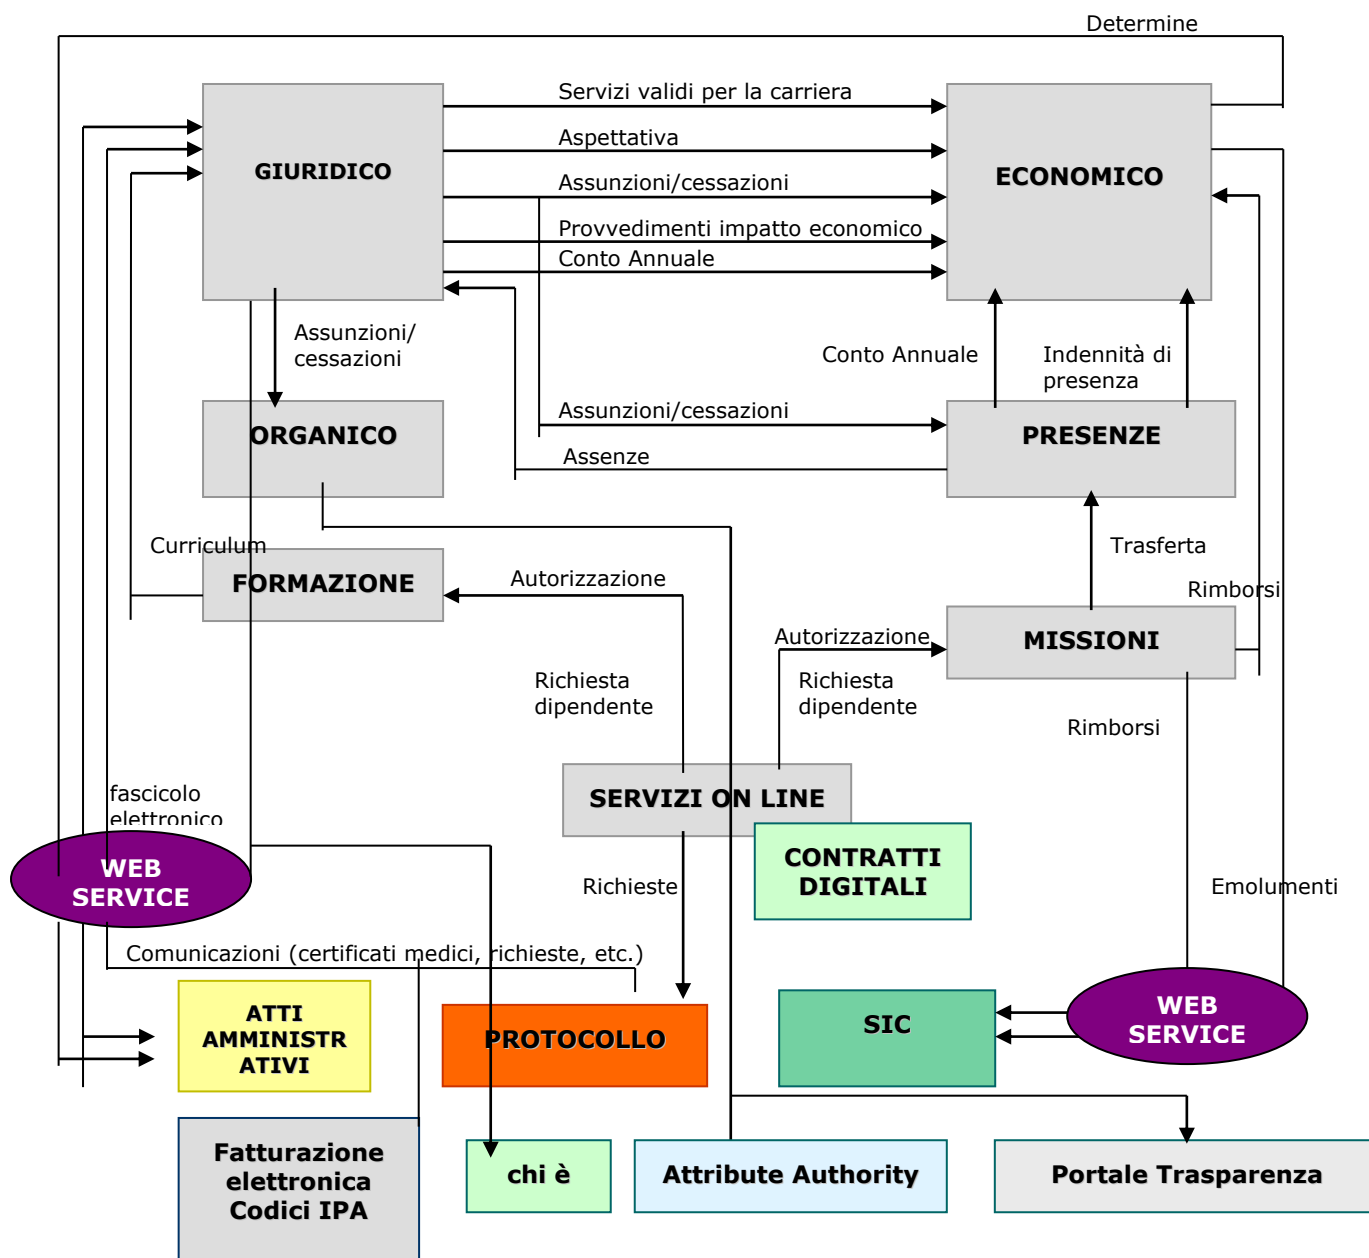 Determine
Servizi validi per la carriera
Aspettativa
GIURIDICO
ECONOMICO
Assunzioni/cessazioni
Provvedimenti impatto economico
Conto Annuale
Assunzioni/
cessazioni
Conto Annuale
Indennità di
presenza
Assunzioni/cessazioni
ORGANICO
PRESENZE
Assenze
Curriculum
Trasferta
FORMAZIONE
Autorizzazione
Rimborsi
Autorizzazione
MISSIONI
Richiesta
dipendente
Richiesta
dipendente
Rimborsi
fascicolo
elettronico
SERVIZI ON LINE
WEB
SERVICE
CONTRATTI
DIGITALI
Richieste
Emolumenti
Comunicazioni (certificati medici, richieste, etc.)
ATTI
AMMINISTR
ATIVI
PROTOCOLLO
SIC
WEB
SERVICE
Fatturazione
elettronica
Codici IPA
chi è
Attribute Authority
Portale Trasparenza